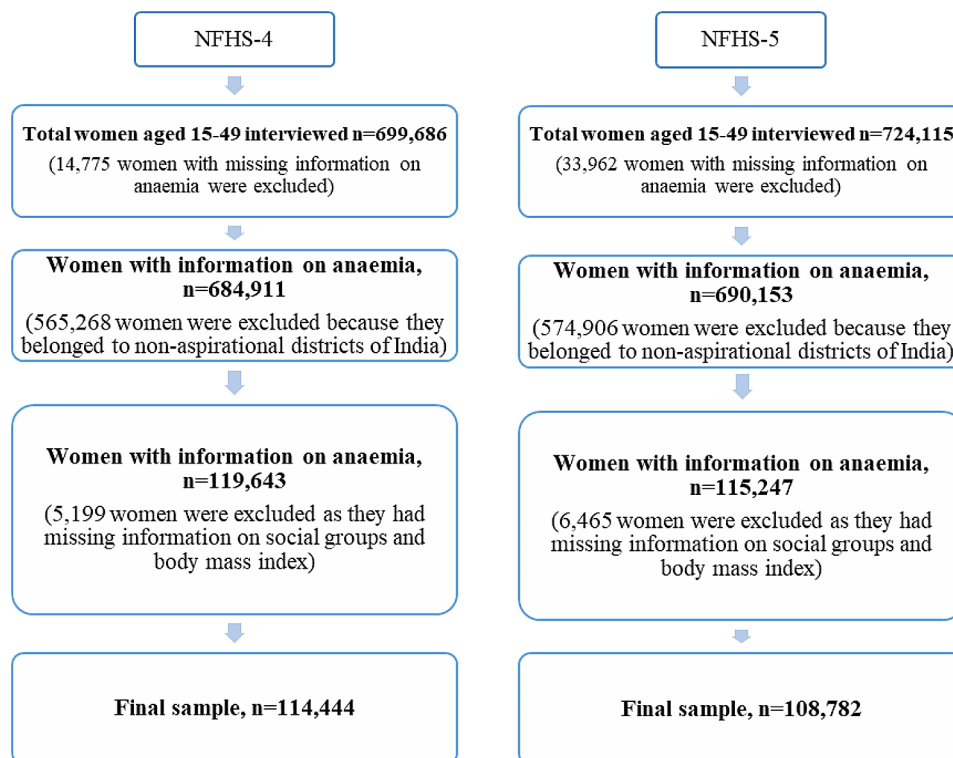 NFHS-4
Total women aged 15-49 interviewed n=699,686
(14,775 women with missing information on
anaemia were excluded)
Women with information on anaemia,
n=684,911
(565,268 women were excluded because they
belonged to non-aspirational districts of India)
Women with information on anaemia,
n=119,643
(5,199 women were excluded as they had
missing information on social groups and
body mass index)
Final sample, n=114,444
NFHS-5
Total women aged 15-49 interviewed n=724,115
(33,962 women with missing information on
anaemia were excluded)
Women with information on anaemia,
n=690,153
(574,906 women were excluded because they
belonged to non-aspirational districts of India)
Women with information on anaemia,
n=115,247
(6,465 women were excluded as they had
missing information on social groups and
body mass index)
Final sample, n=108,782